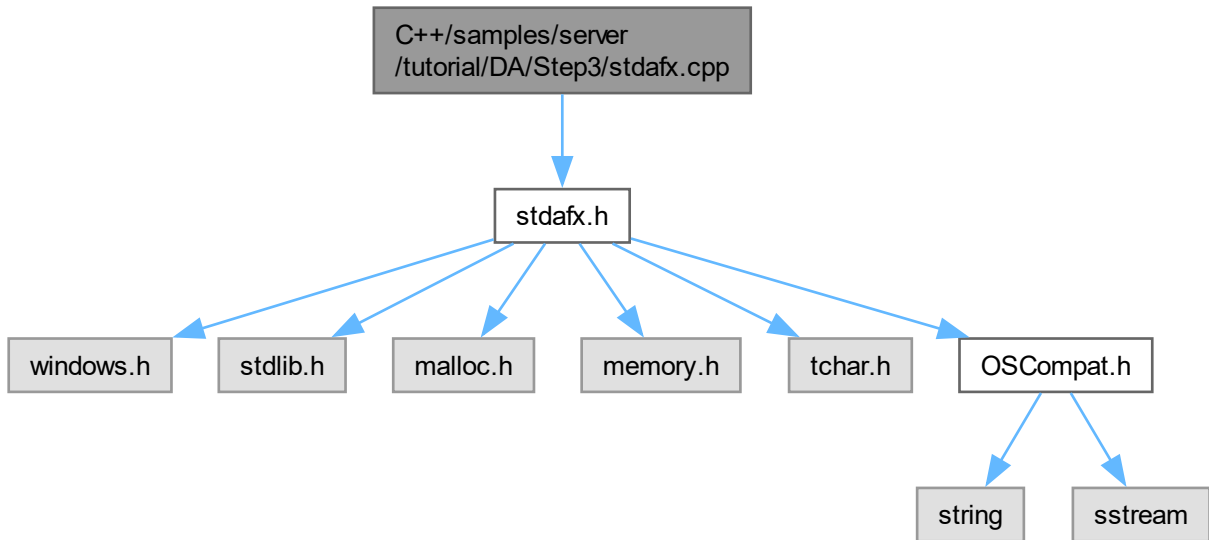 C++/samples/server
/tutorial/DA/Step3/stdafx.cpp
stdafx.h
windows.h
stdlib.h
malloc.h
memory.h
tchar.h
OSCompat.h
string
sstream